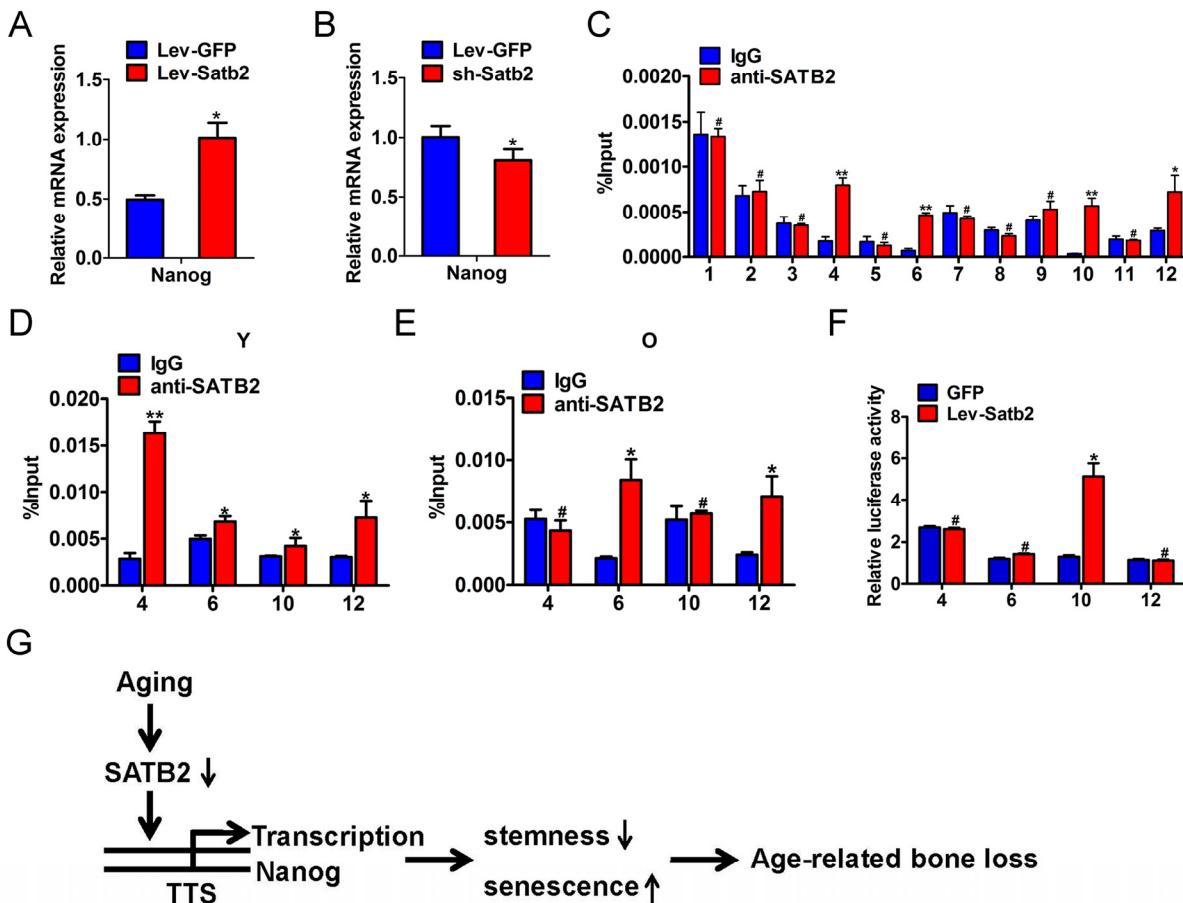 A
Lev-GFP
Lev-Satb2
Relative mRNA expression
1.5
1.0
0.5
0.0
*
Nanog
B
Lev-GFP
sh-Satb2
Relative mRNA expression
1.5
1.0
0.5
0.0
*
Nanog
C
IgG
anti-SATB2
%Input
0.0020
0.0015
0.0010
0.0005
0.0000
# # # ** # ** # # # ** # *
1 2 3 4 5 6 7 8 9 10 11 12
D
Y
IgG
anti-SATB2
%Input
0.020
0.015
0.010
0.005
0.000
** * * *
4 6 10 12
E
O
IgG
anti-SATB2
%Input
0.015
0.010
0.005
0.000
# * # *
4 6 10 12
F
GFP
Lev-Satb2
Relative luciferase activity
8
6
4
2
0
# # * #
4 6 10 12
G
Aging
SATB2 ↓
Transcription
Nanog
TTS
stemness ↓
senescence ↑
Age-related bone loss